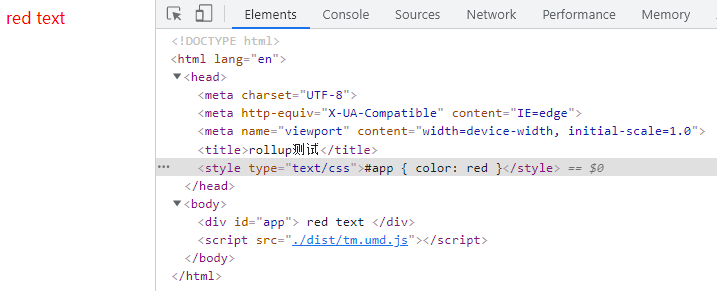 red text
Elements Console Sources Network Performance Memory
<!DOCTYPE html>
<html lang="en">
▼<head>
<meta charset="UTF-8">
<meta http-equiv="X-UA-Compatible" content="IE=edge">
<meta name="viewport" content="width=device-width, initial-scale=1.0">
<title>rollup测试</title>
<style type="text/css">#app { color: red }</style> == $0
</head>
▼<body>
<div id="app"> red text </div>
<script src="./dist/tm.umd.js"></script>
</body>
</html>